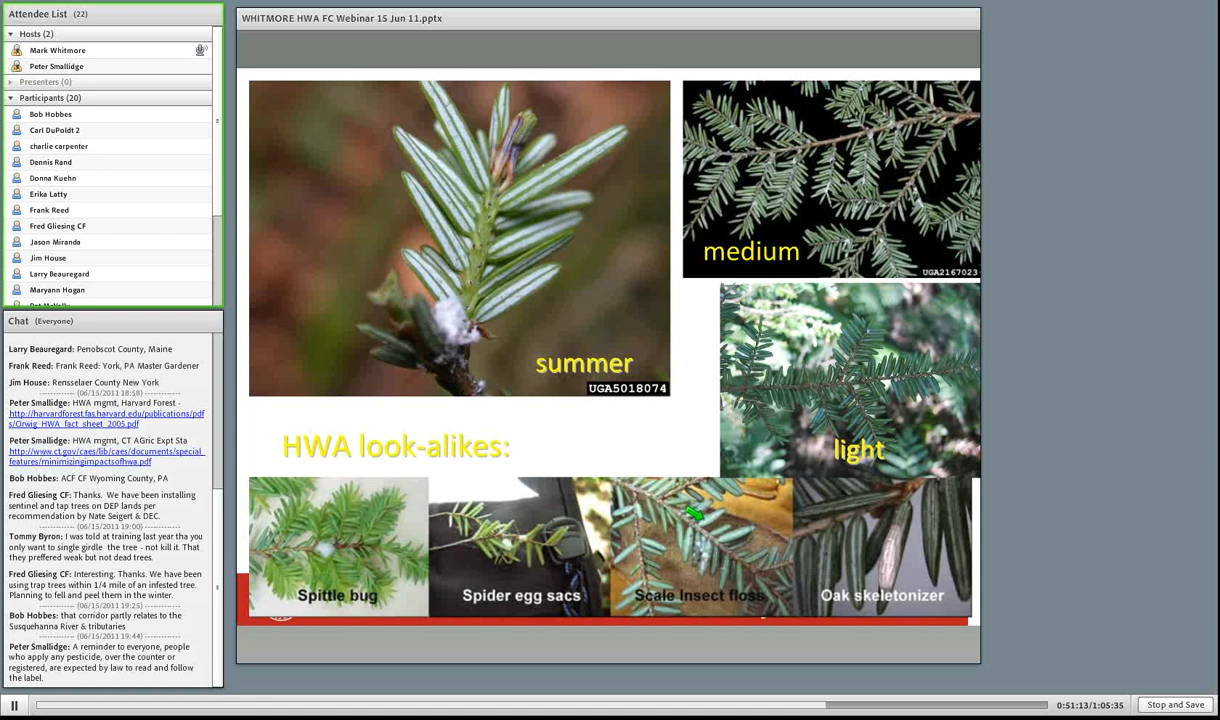 Attendee List (22)
Hosts (2)
Mark Whitmore
Peter Smallidge
Presenters (0)
Participants (20)
Bob Hobbes
Carl DuPoldt 2
charlie carpenter
Dennis Rand
Donna Kuehn
Erika Latty
Frank Reed
Fred Gliesing CF
Jason Miranda
Jim House
Larry Beauregard
Maryann Hogan
Chat (Everyone)
Larry Beauregard: Penobscot County, Maine
Frank Reed: Frank Reed: York, PA Master Gardener
Jim House: Rensselaer County New York
------------- (06/15/2011 18:58) -------------
Peter Smallidge: HWA mgmt, Harvard Forest -
http://harvardforest.fas.harvard.edu/publications/pdf
s/Orwig_HWA_fact_sheet_2005.pdf
Peter Smallidge: HWA mgmt, CT AGric Expt Sta
http://www.ct.gov/caes/lib/caes/documents/special_
features/minimizingimpactsofhwa.pdf
Bob Hobbes: ACF CF Wyoming County, PA
Fred Gliesing CF: Thanks. We have been installing
sentinel and tap trees on DEP lands per
recommendation by Nate Seigert & DEC.
------------- (06/15/2011 19:00) -------------
Tommy Byron: I was told at training last year tha you
only want to single girdle the tree - not kill it. That
they preffered weak but not dead trees.
Fred Gliesing CF: Interesting. Thanks. We have been
using trap trees within 1/4 mile of an infested tree.
Planning to fell and peel them in the winter.
------------- (06/15/2011 19:25) -------------
Bob Hobbes: that corridor partly relates to the
Susquehanna River & tributaries
------------- (06/15/2011 19:44) -------------
Peter Smallidge: A reminder to everyone, people
who apply any pesticide, over the counter or
registered, are expected by law to read and follow
the label.
WHITMORE HWA FC Webinar 15 Jun 11.pptx
summer
UGA5018074
medium
UGA2167023
light
HWA look-alikes:
Spittle bug
Spider egg sacs
Scale Insect floss
Oak skeletonizer
0:51:13/1:05:35
Stop and Save